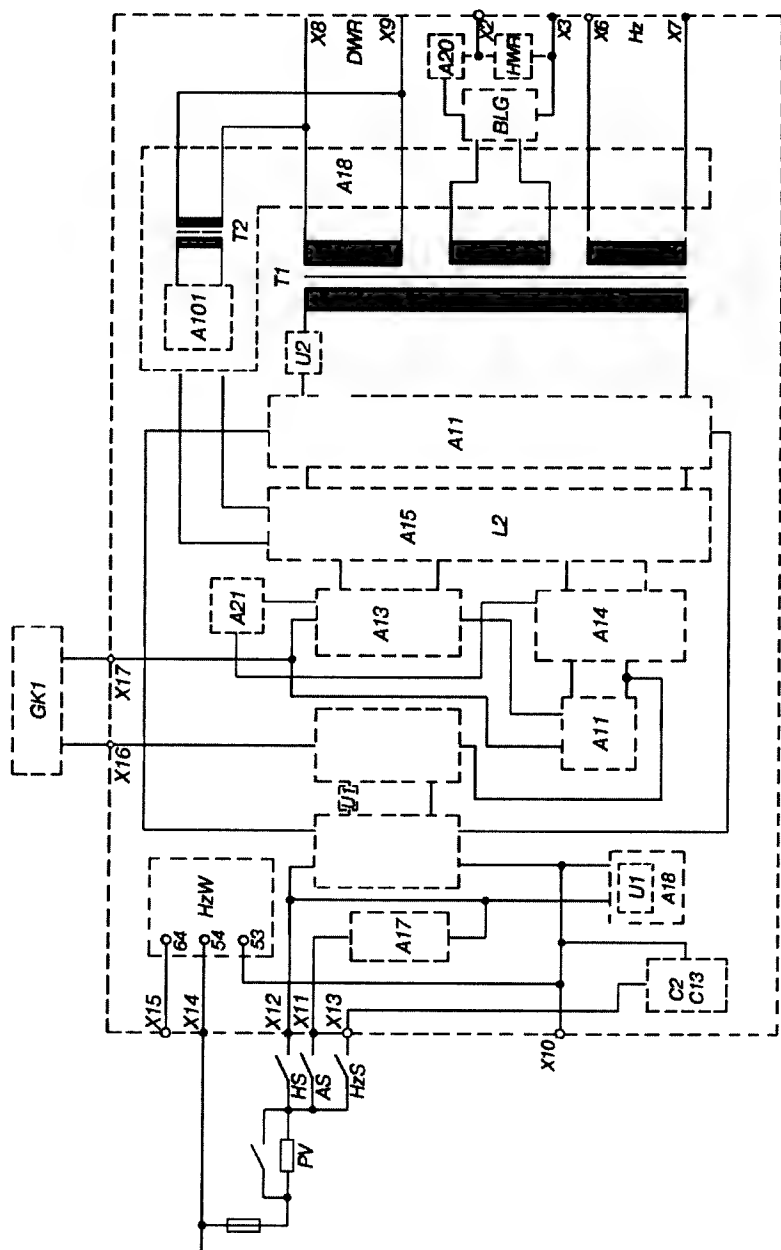 GK1
X16
X17
X15
X14
X12
X11
X13
X10
64
54
53
HzW
HS
AS
HzS
PV
A17
C2
C13
U1
A18
U1
A21
A13
A14
A11
A15
L2
A11
U2
T1
A101
T2
A18
X8
DWR
X9
A20
X2
HWR
BLG
X3
X6
Hz
X7